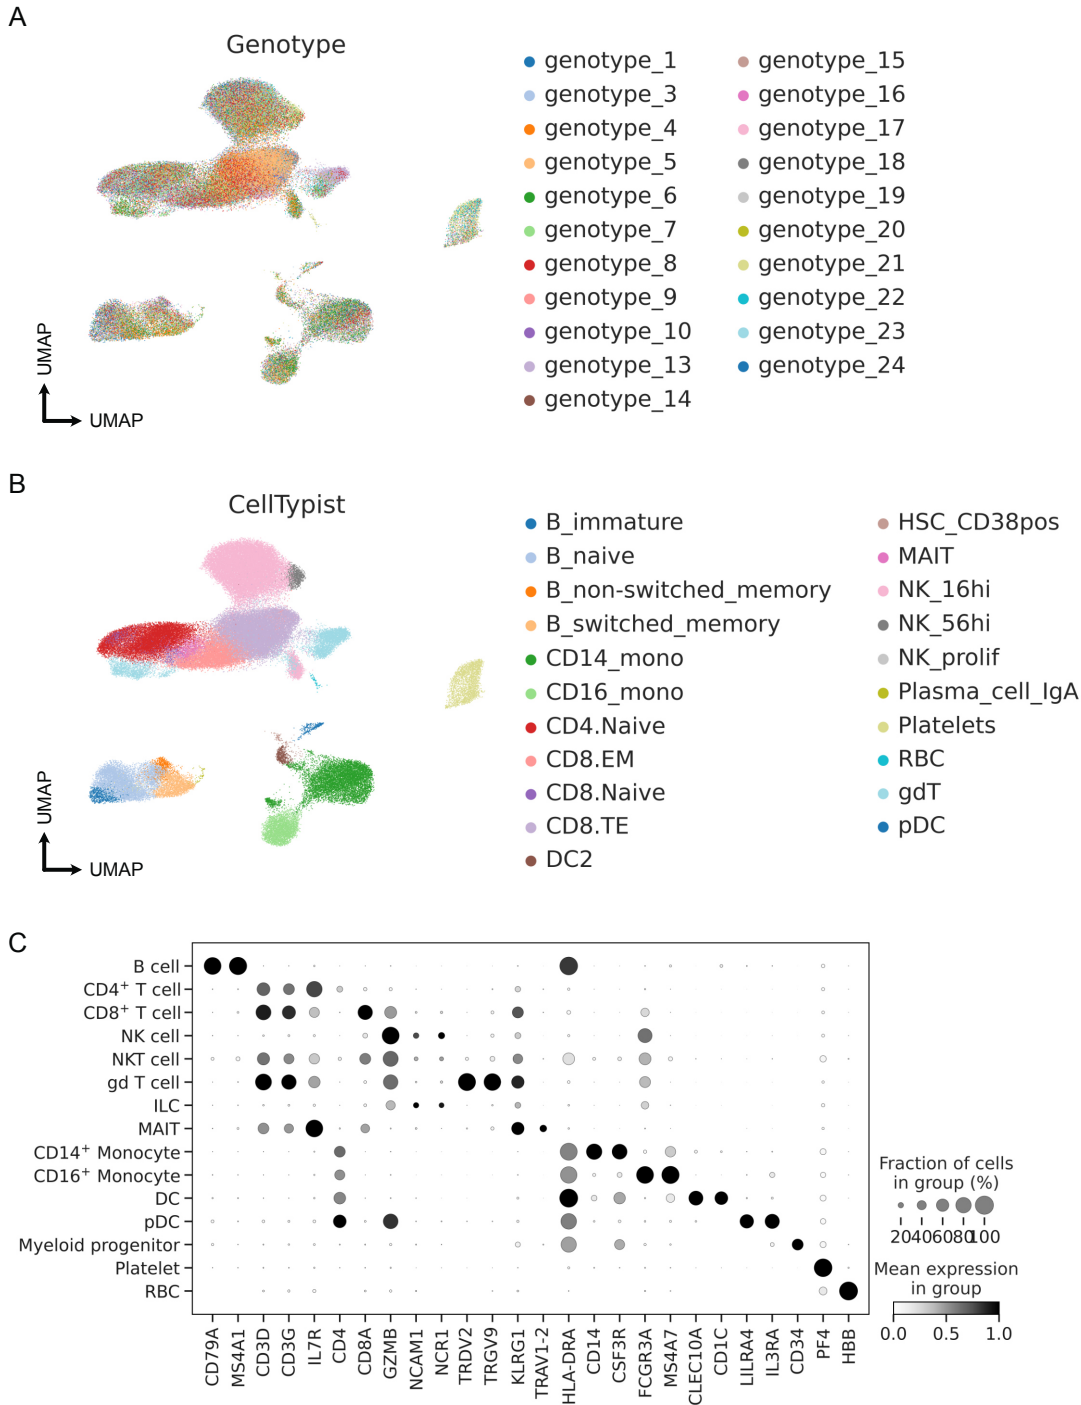 A
Genotype
genotype_1
genotype_3
genotype_4
genotype_5
genotype_6
genotype_7
genotype_8
genotype_9
genotype_10
genotype_13
genotype_14
genotype_15
genotype_16
genotype_17
genotype_18
genotype_19
genotype_20
genotype_21
genotype_22
genotype_23
genotype_24
UMAP
UMAP
B
CellTypist
B_immature
B_naive
B_non-switched_memory
B_switched_memory
CD14_mono
CD16_mono
CD4.Naive
CD8.EM
CD8.Naive
CD8.TE
DC2
HSC_CD38pos
MAIT
NK_16hi
NK_56hi
NK_prolif
Plasma_cell_IgA
Platelets
RBC
gdT
pDC
UMAP
UMAP
C
B cell
CD4⁺ T cell
CD8⁺ T cell
NK cell
NKT cell
gd T cell
ILC
MAIT
CD14⁺ Monocyte
CD16⁺ Monocyte
DC
pDC
Myeloid progenitor
Platelet
RBC
CD79A
MS4A1
CD3D
CD3G
IL7R
CD4
CD8A
GZMB
NCAM1
NCR1
TRDV2
TRGV9
KLRG1
TRAV1-2
HLA-DRA
CD14
CSF3R
FCGR3A
MS4A7
CLEC10A
CD1C
LILRA4
IL3RA
CD34
PF4
HBB
Fraction of cells
in group (%)
20 40 60 80 100
Mean expression
in group
0.0 0.5 1.0